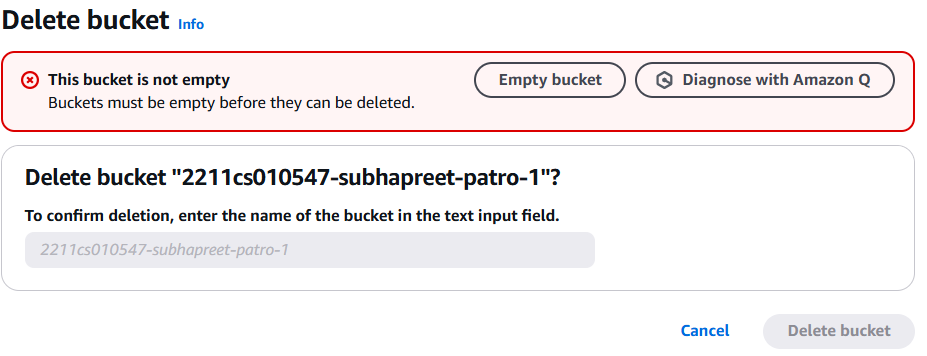 Delete bucket Info
This bucket is not empty
Buckets must be empty before they can be deleted.
Empty bucket
Diagnose with Amazon Q
Delete bucket "2211cs010547-subhapreet-patro-1"?
To confirm deletion, enter the name of the bucket in the text input field.
2211cs010547-subhapreet-patro-1
Cancel
Delete bucket